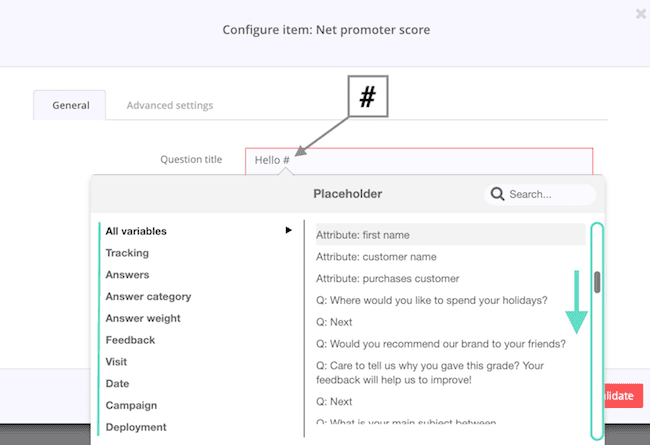 Configure item: Net promoter score
#
General
Advanced settings
Question title
Hello #
Placeholder
Search...
All variables
Tracking
Answers
Answer category
Answer weight
Feedback
Visit
Date
Campaign
Deployment
Attribute: first name
Attribute: customer name
Attribute: purchases customer
Q: Where would you like to spend your holidays?
Q: Next
Q: Would you recommend our brand to your friends?
Q: Care to tell us why you gave this grade? Your
feedback will help us to improve!
Q: Next
Q: What is your main subject between
lidate